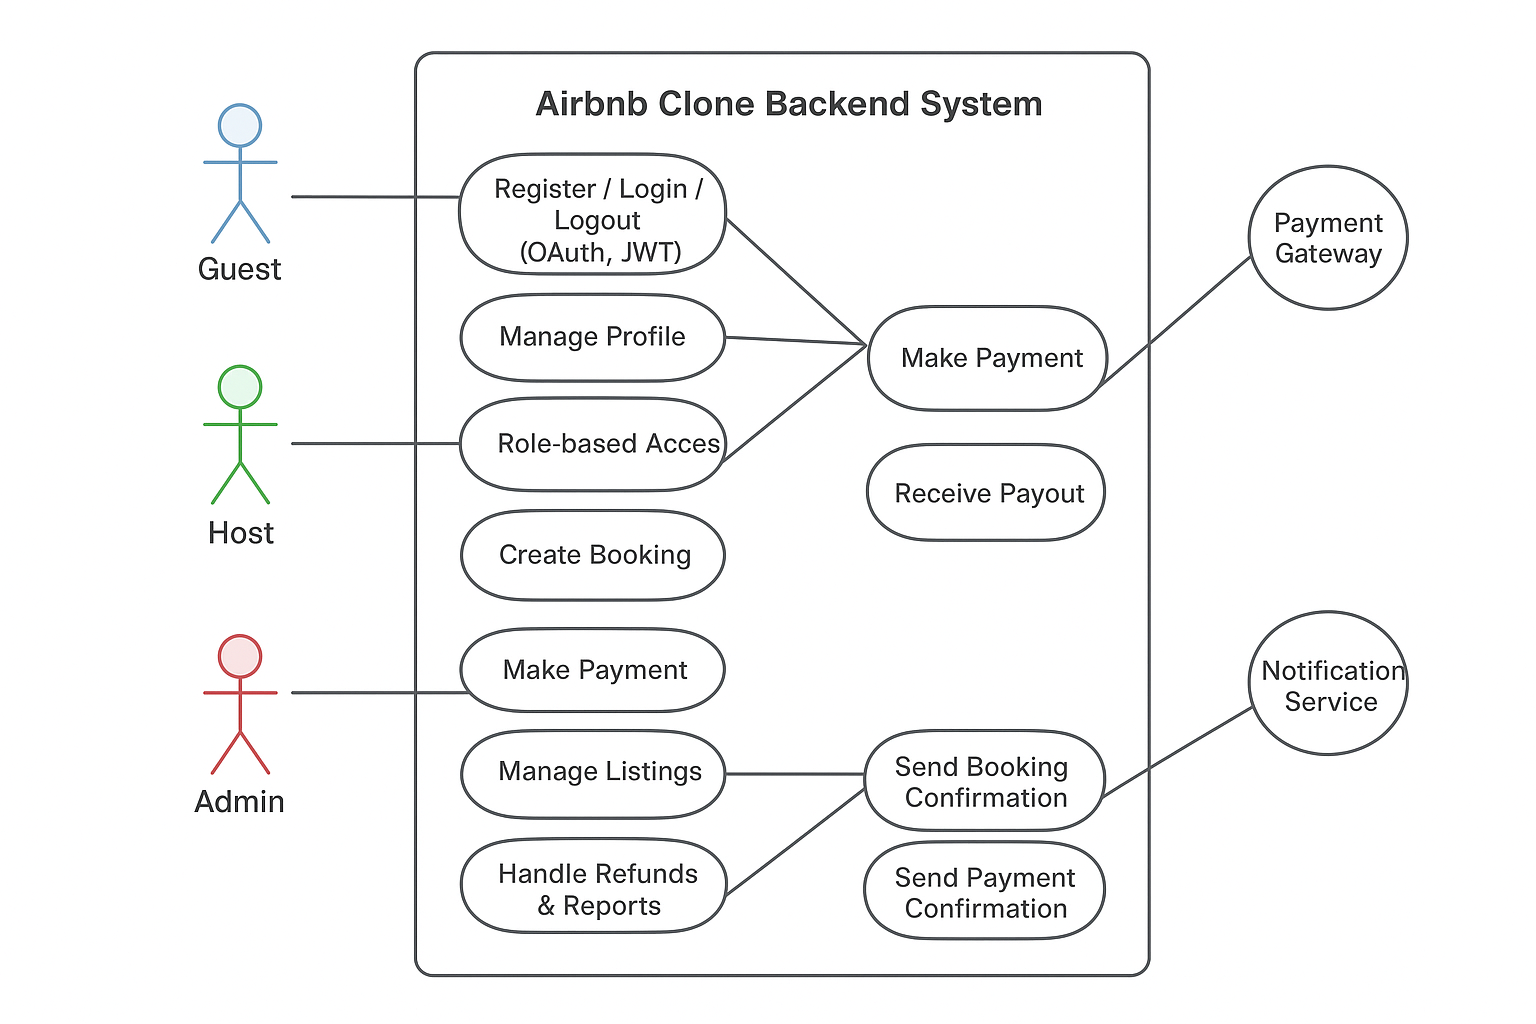 Airbnb Clone Backend System
Guest
Host
Admin
Register / Login /
Logout
(OAuth, JWT)
Manage Profile
Role-based Acces
Create Booking
Make Payment
Manage Listings
Handle Refunds
& Reports
Make Payment
Receive Payout
Send Booking
Confirmation
Send Payment
Confirmation
Payment
Gateway
Notification
Service